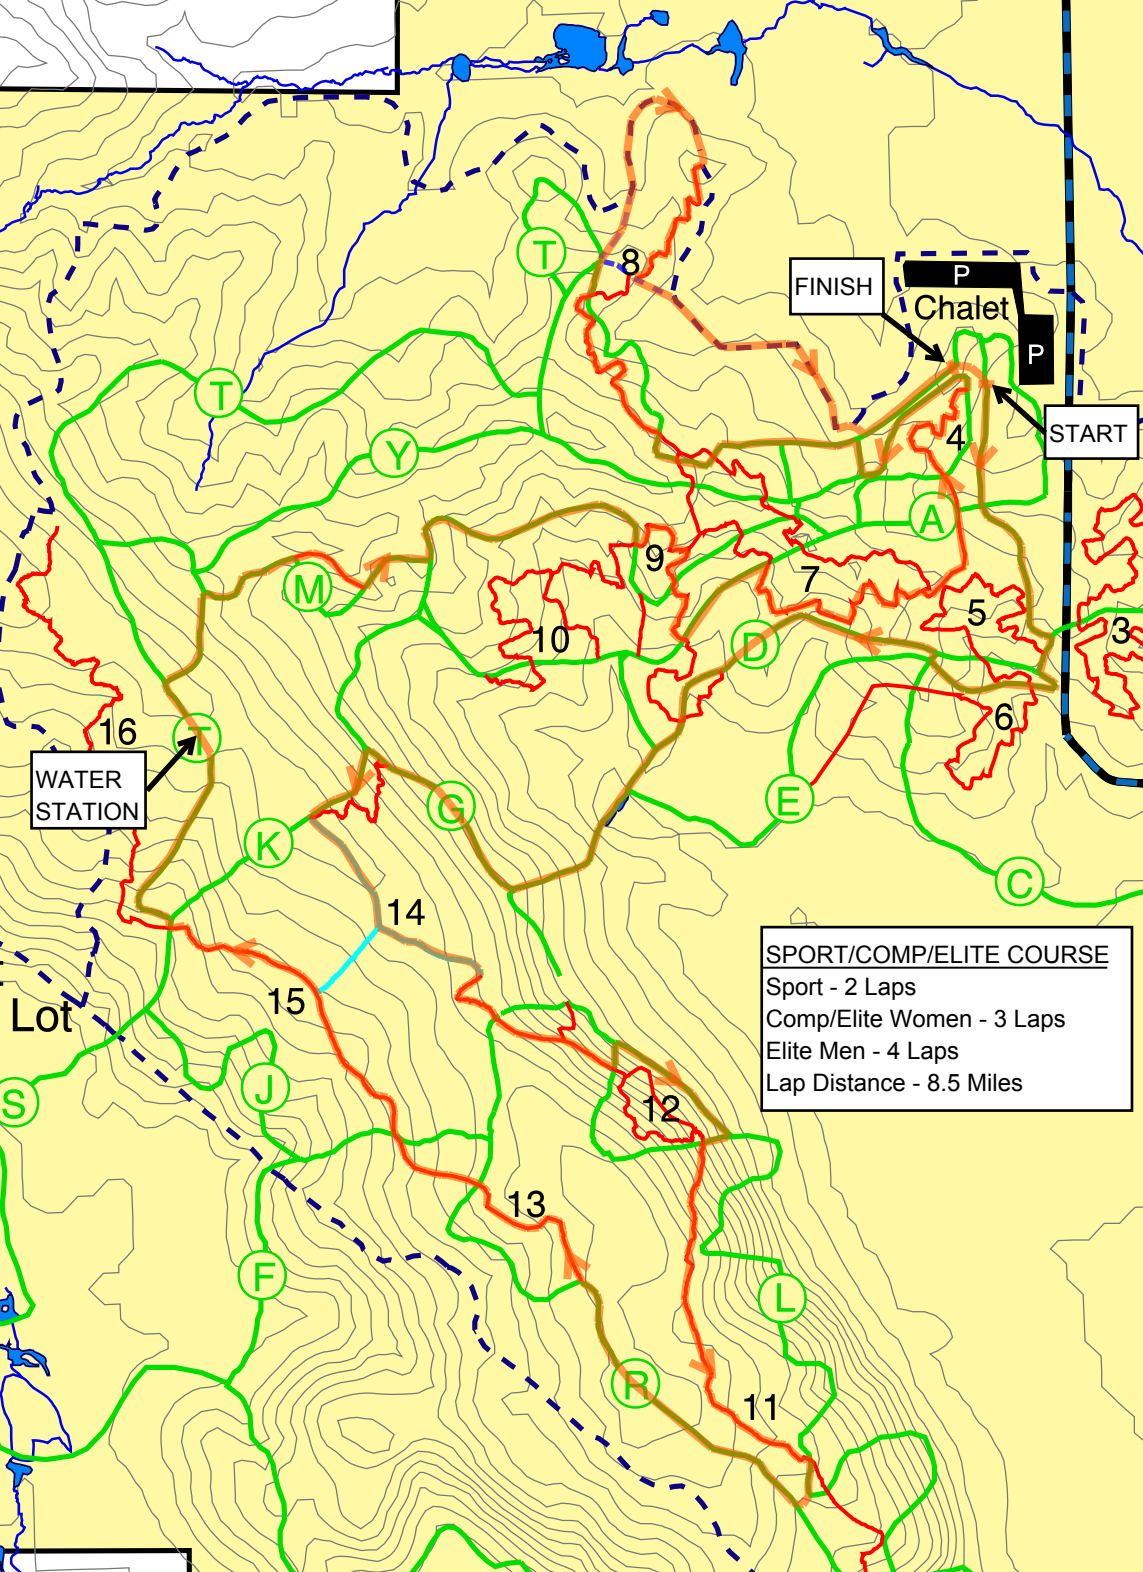 T
8
P
FINISH
Chalet
P
T
4
START
Y
A
9
7
M
5
3
10
D
16
6
T
WATER
STATION
E
G
K
C
14
SPORT/COMP/ELITE COURSE
Sport - 2 Laps
Comp/Elite Women - 3 Laps
Elite Men - 4 Laps
Lap Distance - 8.5 Miles
15
Lot
J
S
12
13
F
L
R
11